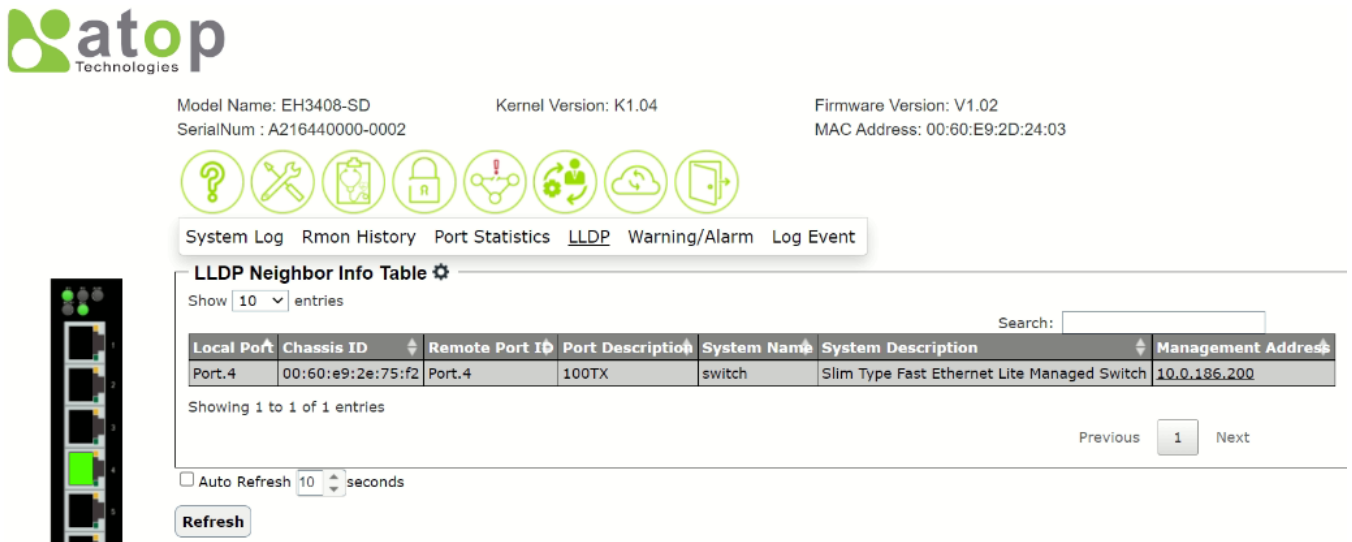 atop
Technologies
Model Name: EH3408-SD Kernel Version: K1.04 Firmware Version: V1.02
SerialNum : A216440000-0002 MAC Address: 00:60:E9:2D:24:03
System Log Rmon History Port Statistics LLDP Warning/Alarm Log Event
LLDP Neighbor Info Table
Show 10 entries
Search:
Local Port Chassis ID Remote Port ID Port Description System Name System Description Management Address
Port.4 00:60:e9:2e:75:f2 Port.4 100TX switch Slim Type Fast Ethernet Lite Managed Switch 10.0.186.200
Showing 1 to 1 of 1 entries
Previous 1 Next
Auto Refresh 10 seconds
Refresh
1
2
3
4
5